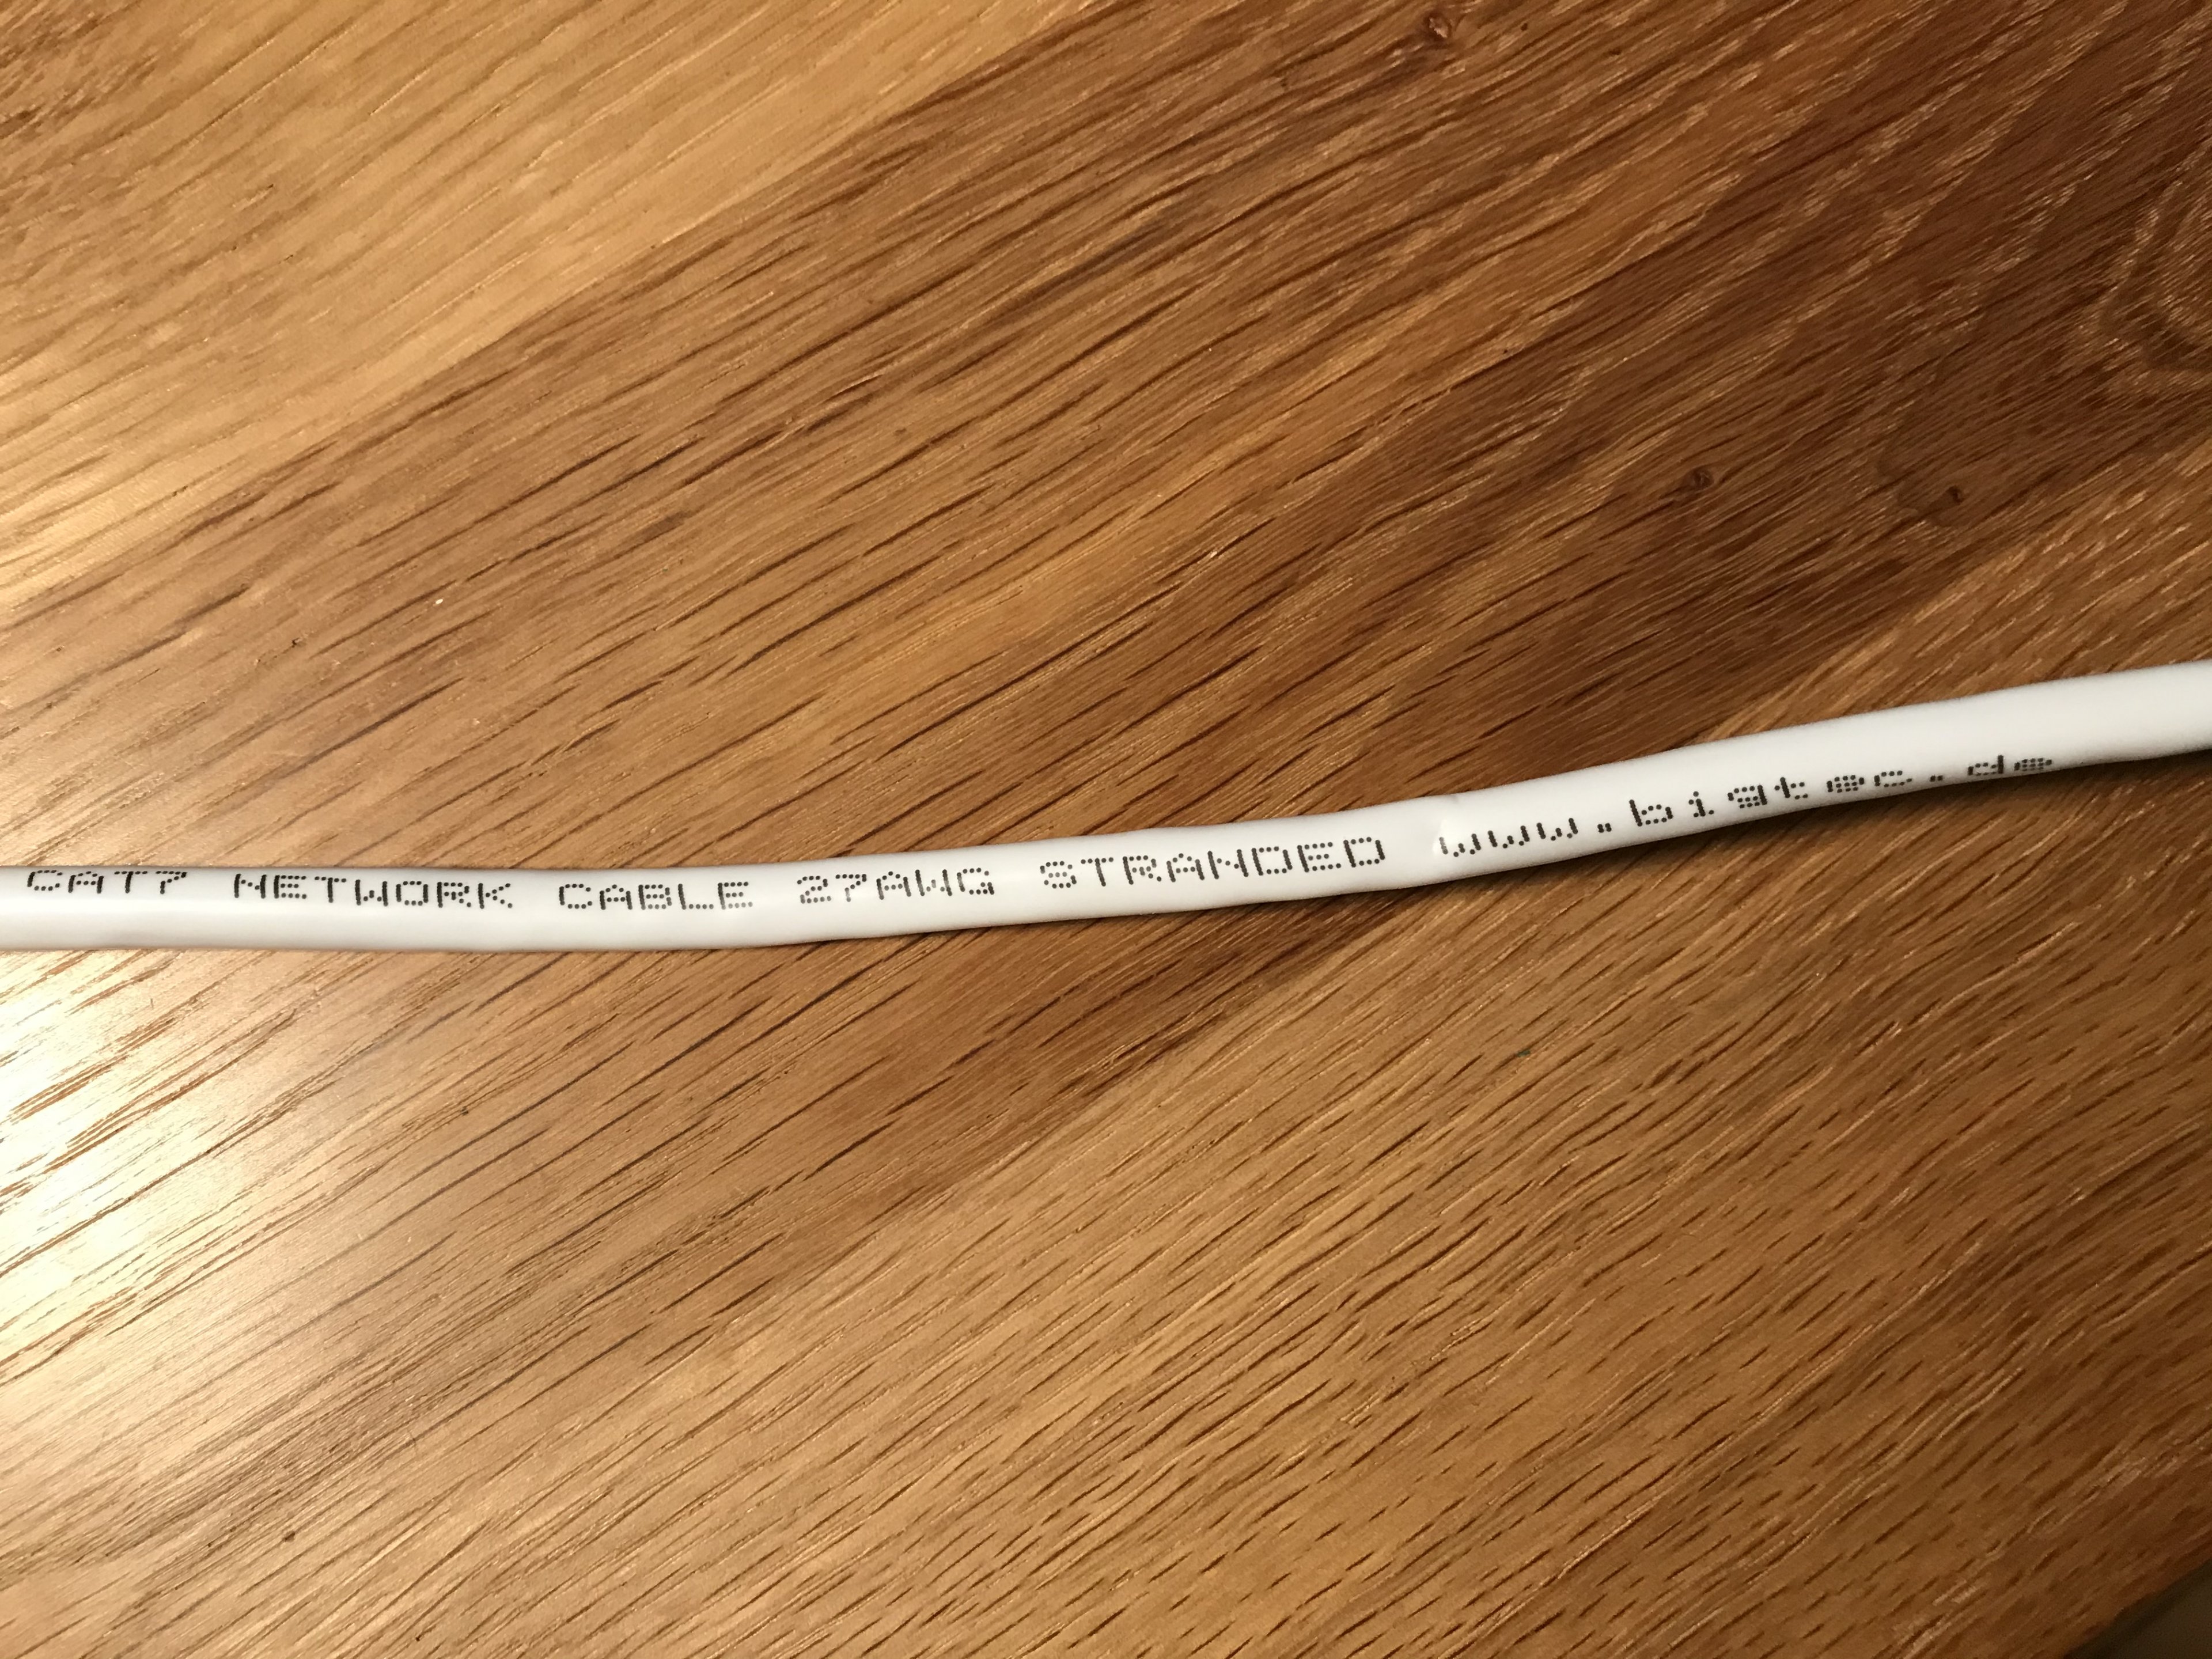 CAT7 NETWORK CABLE 27AWG STRANDED www.bigtec.de